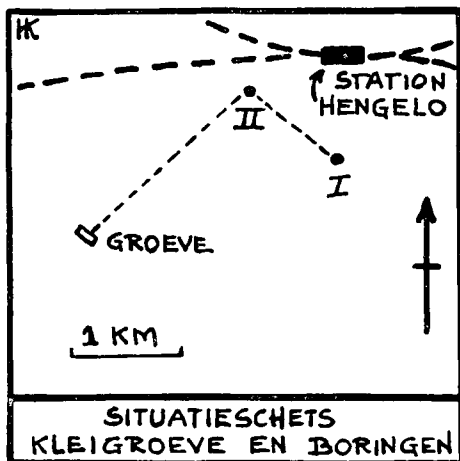 HK
STATION
HENGELO
II
I
GROEVE
1 KM
SITUATIESCHETS
KLEIGROEVE EN BORINGEN